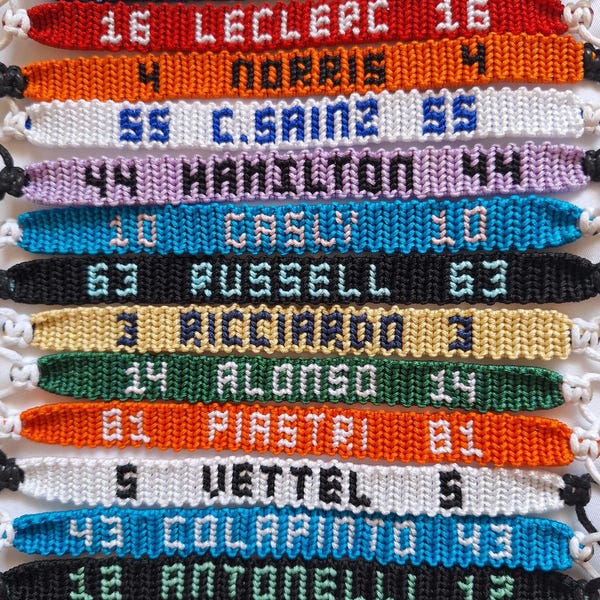 16 LECLERC 16
4 NORRIS 4
55 C.SAINZ 55
44 HAMILTON 44
10 GASLY 10
63 RUSSELL 63
3 RICCIARDO 3
14 ALONSO 14
81 PIASTRI 81
5 VETTEL 5
43 COLAPINTO 43
12 ANTONELLI 12